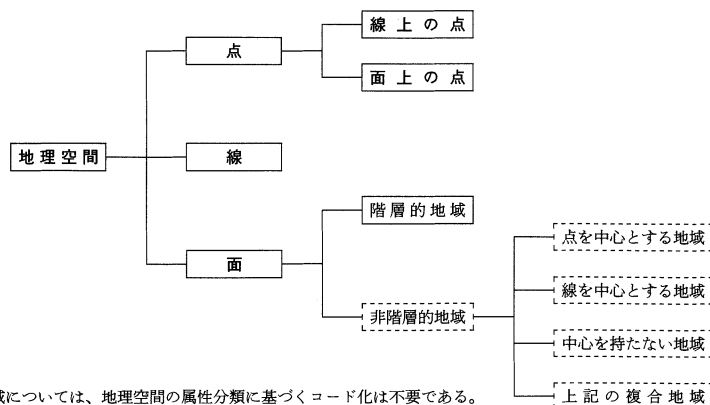 線上の点
点
面上の点
地理空間
線
階層的地域
面
点を中心とする地域
線を中心とする地域
非階層的地域
中心を持たない地域
域については、地理空間の属性分類に基づくコード化は不要である。
上記の複合地域